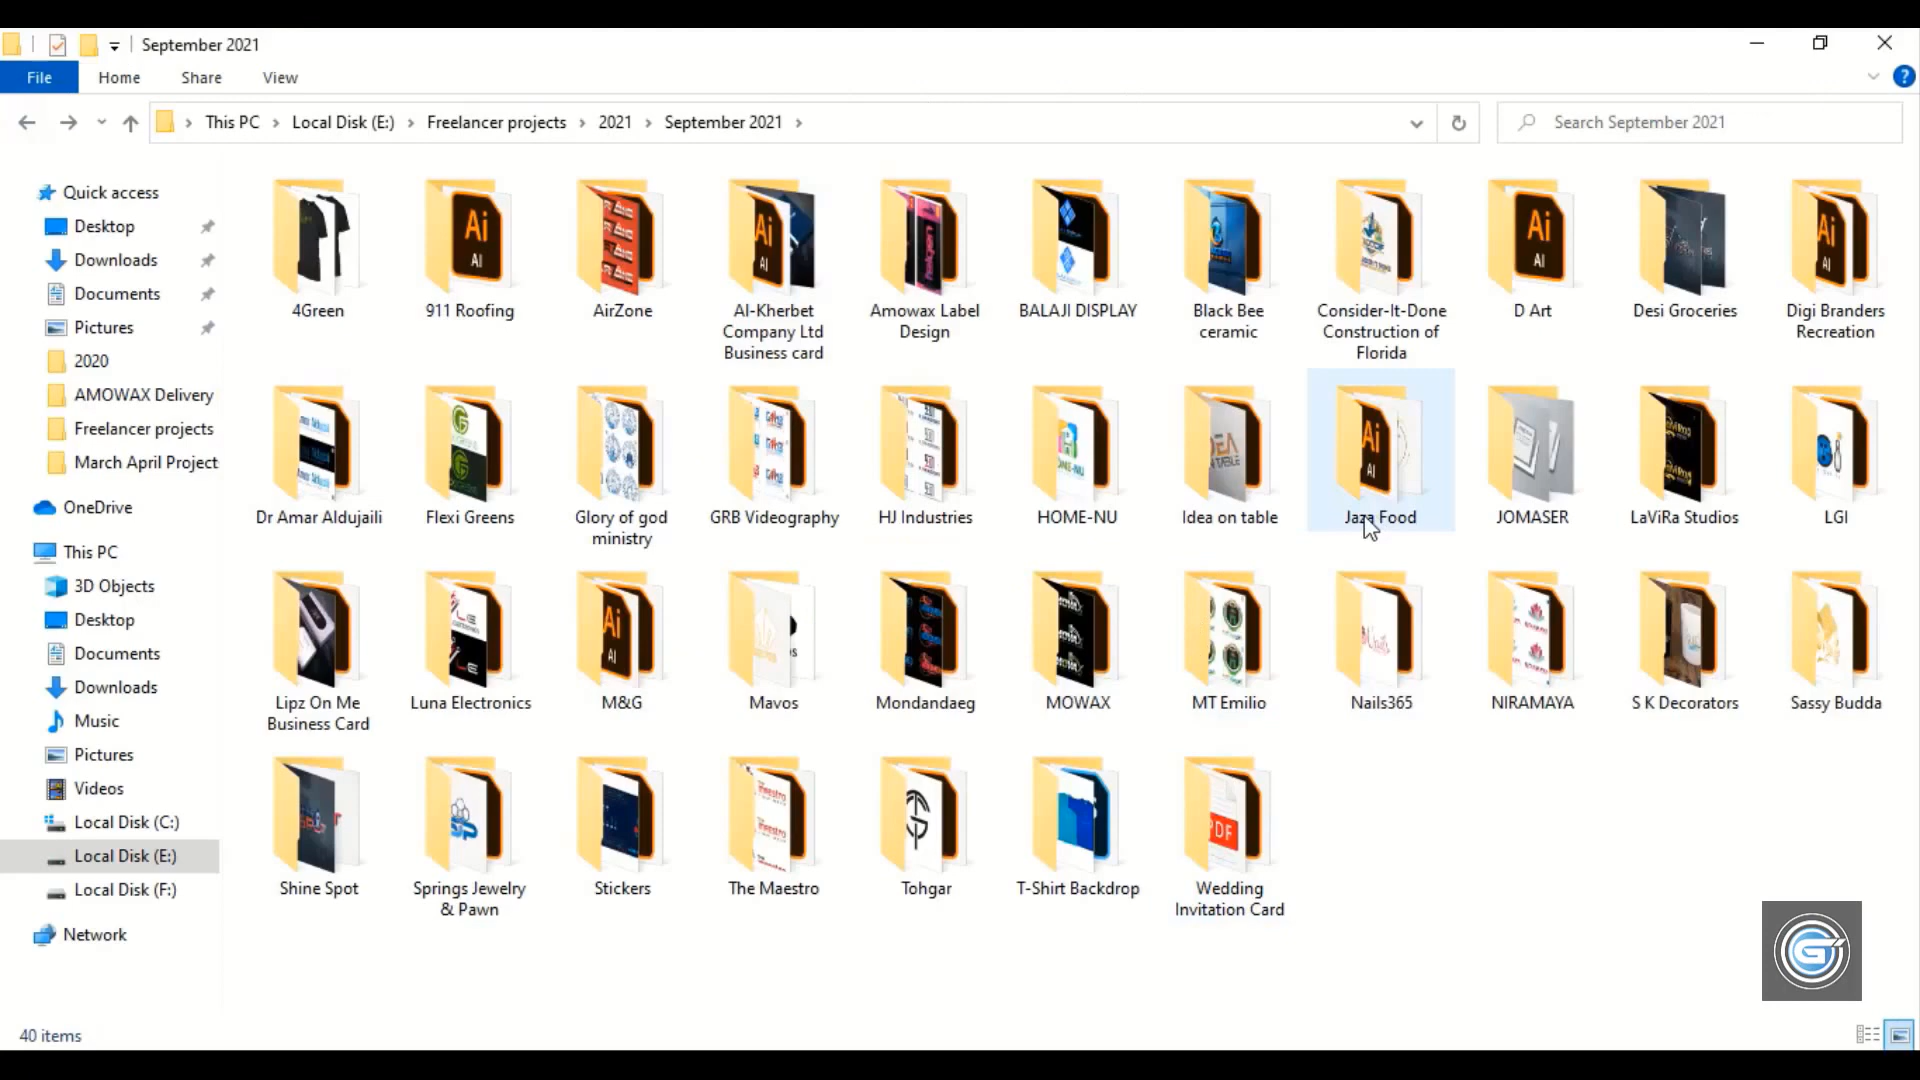 September 2021
File Home Share View
This PC Local Disk (E:) Freelancer projects 2021 September 2021
Search September 2021
Quick access
Desktop
Downloads
Documents
Pictures
2020
AMOWAX Delivery
Freelancer projects
March April Project
OneDrive
This PC
3D Objects
Desktop
Documents
Downloads
Music
Pictures
Videos
Local Disk (C:)
Local Disk (E:)
Local Disk (F:)
Network
4Green
911 Roofing
AirZone
Al-Kherbet
Company Ltd
Business card
Amowax Label
Design
BALAJI DISPLAY
Black Bee
ceramic
Consider-It-Done
Construction of
Florida
D Art
Desi Groceries
Digi Branders
Recreation
Dr Amar Aldujaili
Flexi Greens
Glory of god
ministry
GRB Videography
HJ Industries
HOME-NU
Idea on table
Jaza Food
JOMASER
LaViRa Studios
LGI
Lipz On Me
Business Card
Luna Electronics
M&G
Mavos
Mondandaeg
MOWAX
MT Emilio
Nails365
NIRAMAYA
S K Decorators
Sassy Budda
Shine Spot
Springs Jewelry
& Pawn
Stickers
The Maestro
Tohgar
T-Shirt Backdrop
Wedding
Invitation Card
40 items